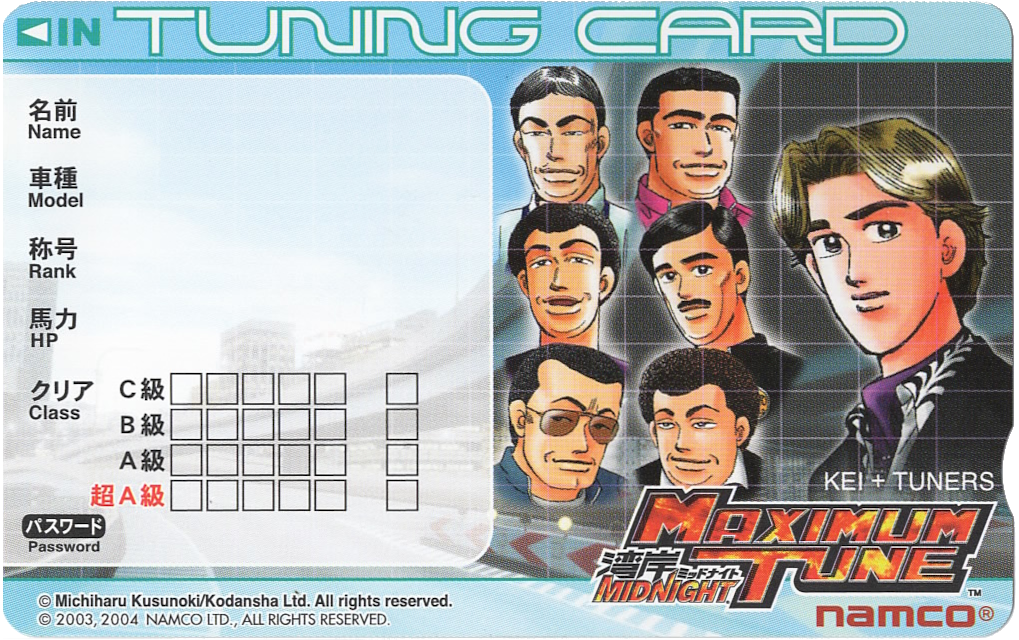 IN TUNING CARD
名前
Name
車種
Model
称号
Rank
馬力
HP
クリア
Class
C級
B級
A級
超A級
パスワード
Password
KEI + TUNERS
MAXIMUM
TUNE
湾岸
ミッドナイト
MIDNIGHT
TM
namco®
© Michiharu Kusunoki/Kodansha Ltd. All rights reserved.
© 2003, 2004 NAMCO LTD., ALL RIGHTS RESERVED.